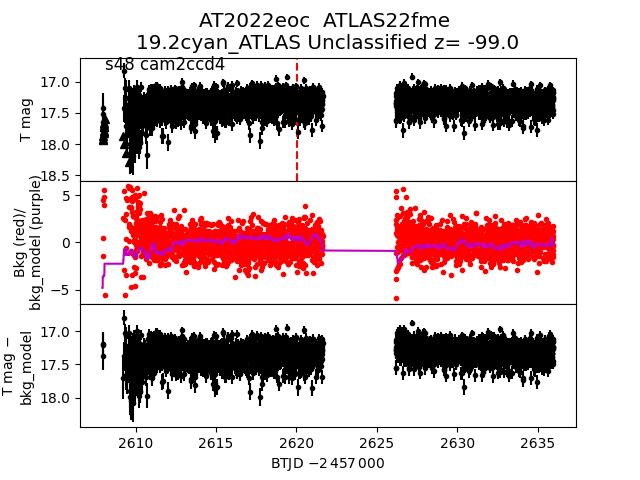 AT2022eoc  ATLAS22fme
19.2cyan_ATLAS Unclassified z= -99.0
s48 cam2ccd4
T mag
17.0
17.5
18.0
18.5
Bkg (red)/
bkg_model (purple)
5
0
−5
T mag −
bkg_model
17.0
17.5
18.0
2610
2615
2620
2625
2630
2635
BTJD −2 457 000